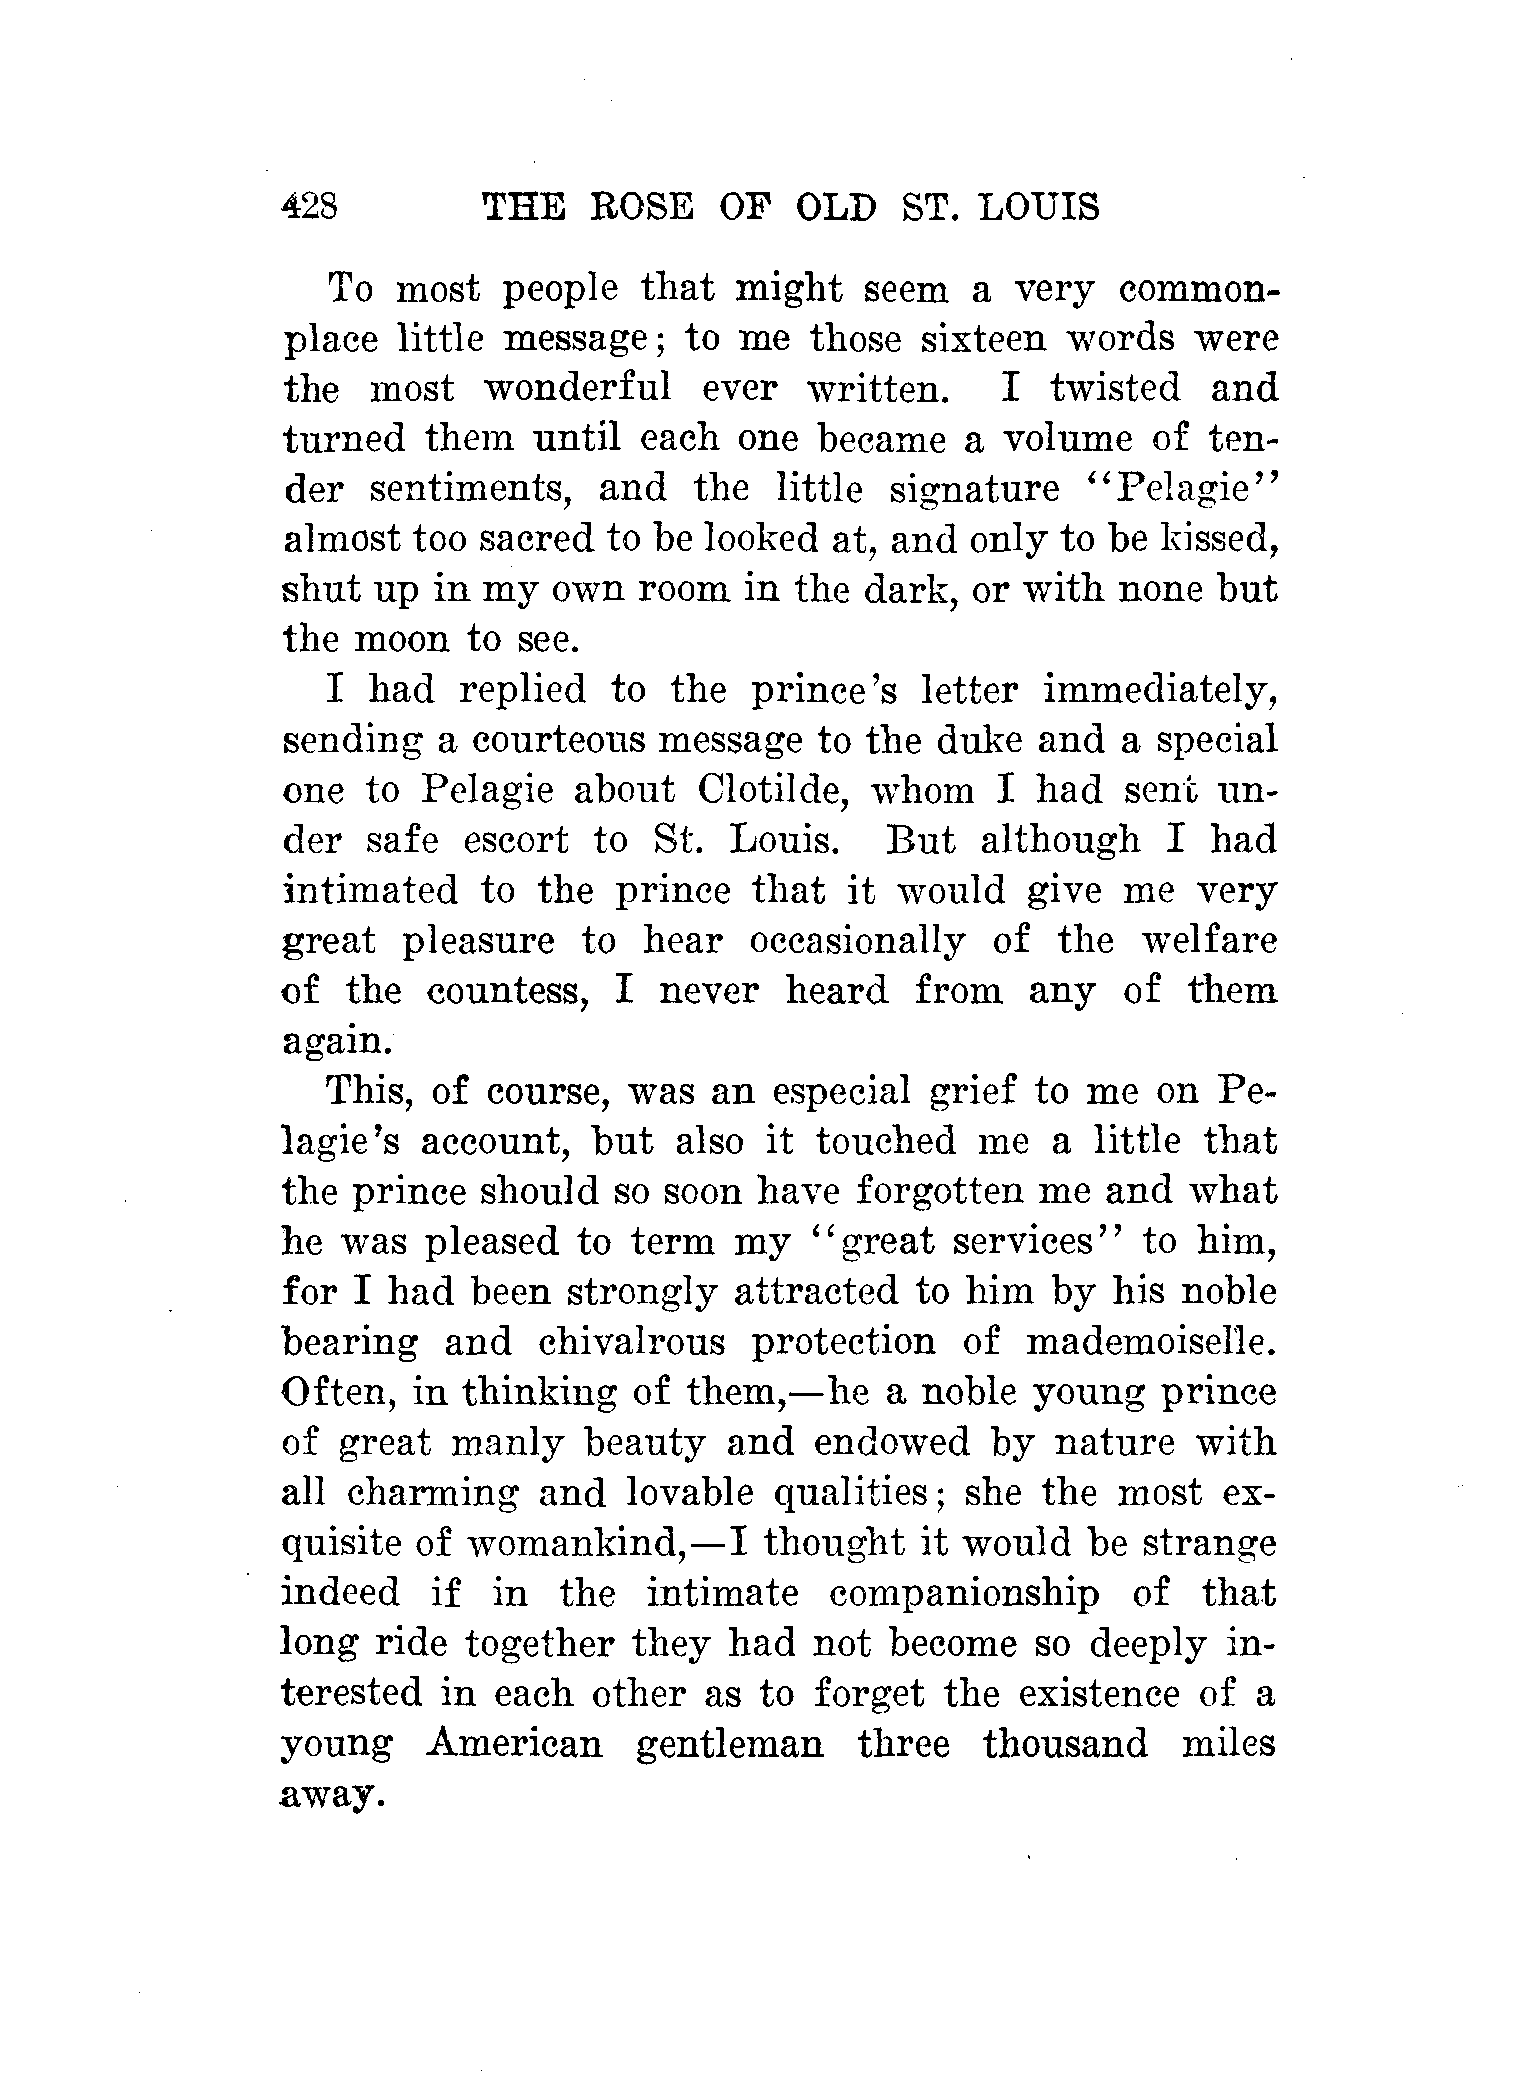 428 THE ROSE OF OLD ST. LOUIS
To most people that might seem a very common-
place little message; to me those sixteen words were
the most wonderful ever written. I twisted and
turned them until each one became a volume of ten-
der sentiments, and the little signature "Pelagie"
almost too sacred to be looked at, and only to be kissed,
shut up in my own room in the dark, or with none but
the moon to see.
I had replied to the prince's letter immediately,
sending a courteous message to the duke and a special
one to Pelagie about Clotilde, whom I had sent un-
der safe escort to St. Louis. But although I had
intimated to the prince that it would give me very
great pleasure to hear occasionally of the welfare
of the countess, I never heard from any of them
again.
This, of course, was an especial grief to me on Pe-
lagie's account, but also it touched me a little that
the prince should so soon have forgotten me and what
he was pleased to term my "great services" to him,
for I had been strongly attracted to him by his noble
bearing and chivalrous protection of mademoiselle.
Often, in thinking of them,—he a noble young prince
of great manly beauty and endowed by nature with
all charming and lovable qualities; she the most ex-
quisite of womankind,—I thought it would be strange
indeed if in the intimate companionship of that
long ride together they had not become so deeply in-
terested in each other as to forget the existence of a
young American gentleman three thousand miles
away.